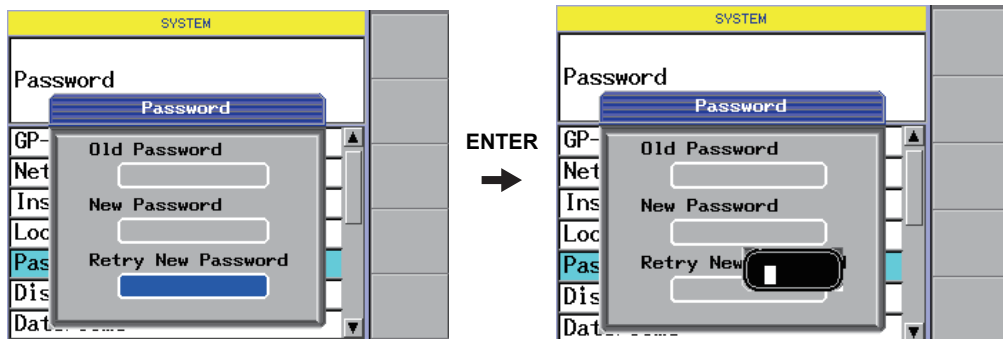 SYSTEM
Password
Password
GP-
Old Password
Net
Ins
New Password
Loc
Pas
Retry New Password
Dis
Dat
ENTER
SYSTEM
Password
Password
GP-
Old Password
Net
Ins
New Password
Loc
Pas
Retry New
Dis
Dat